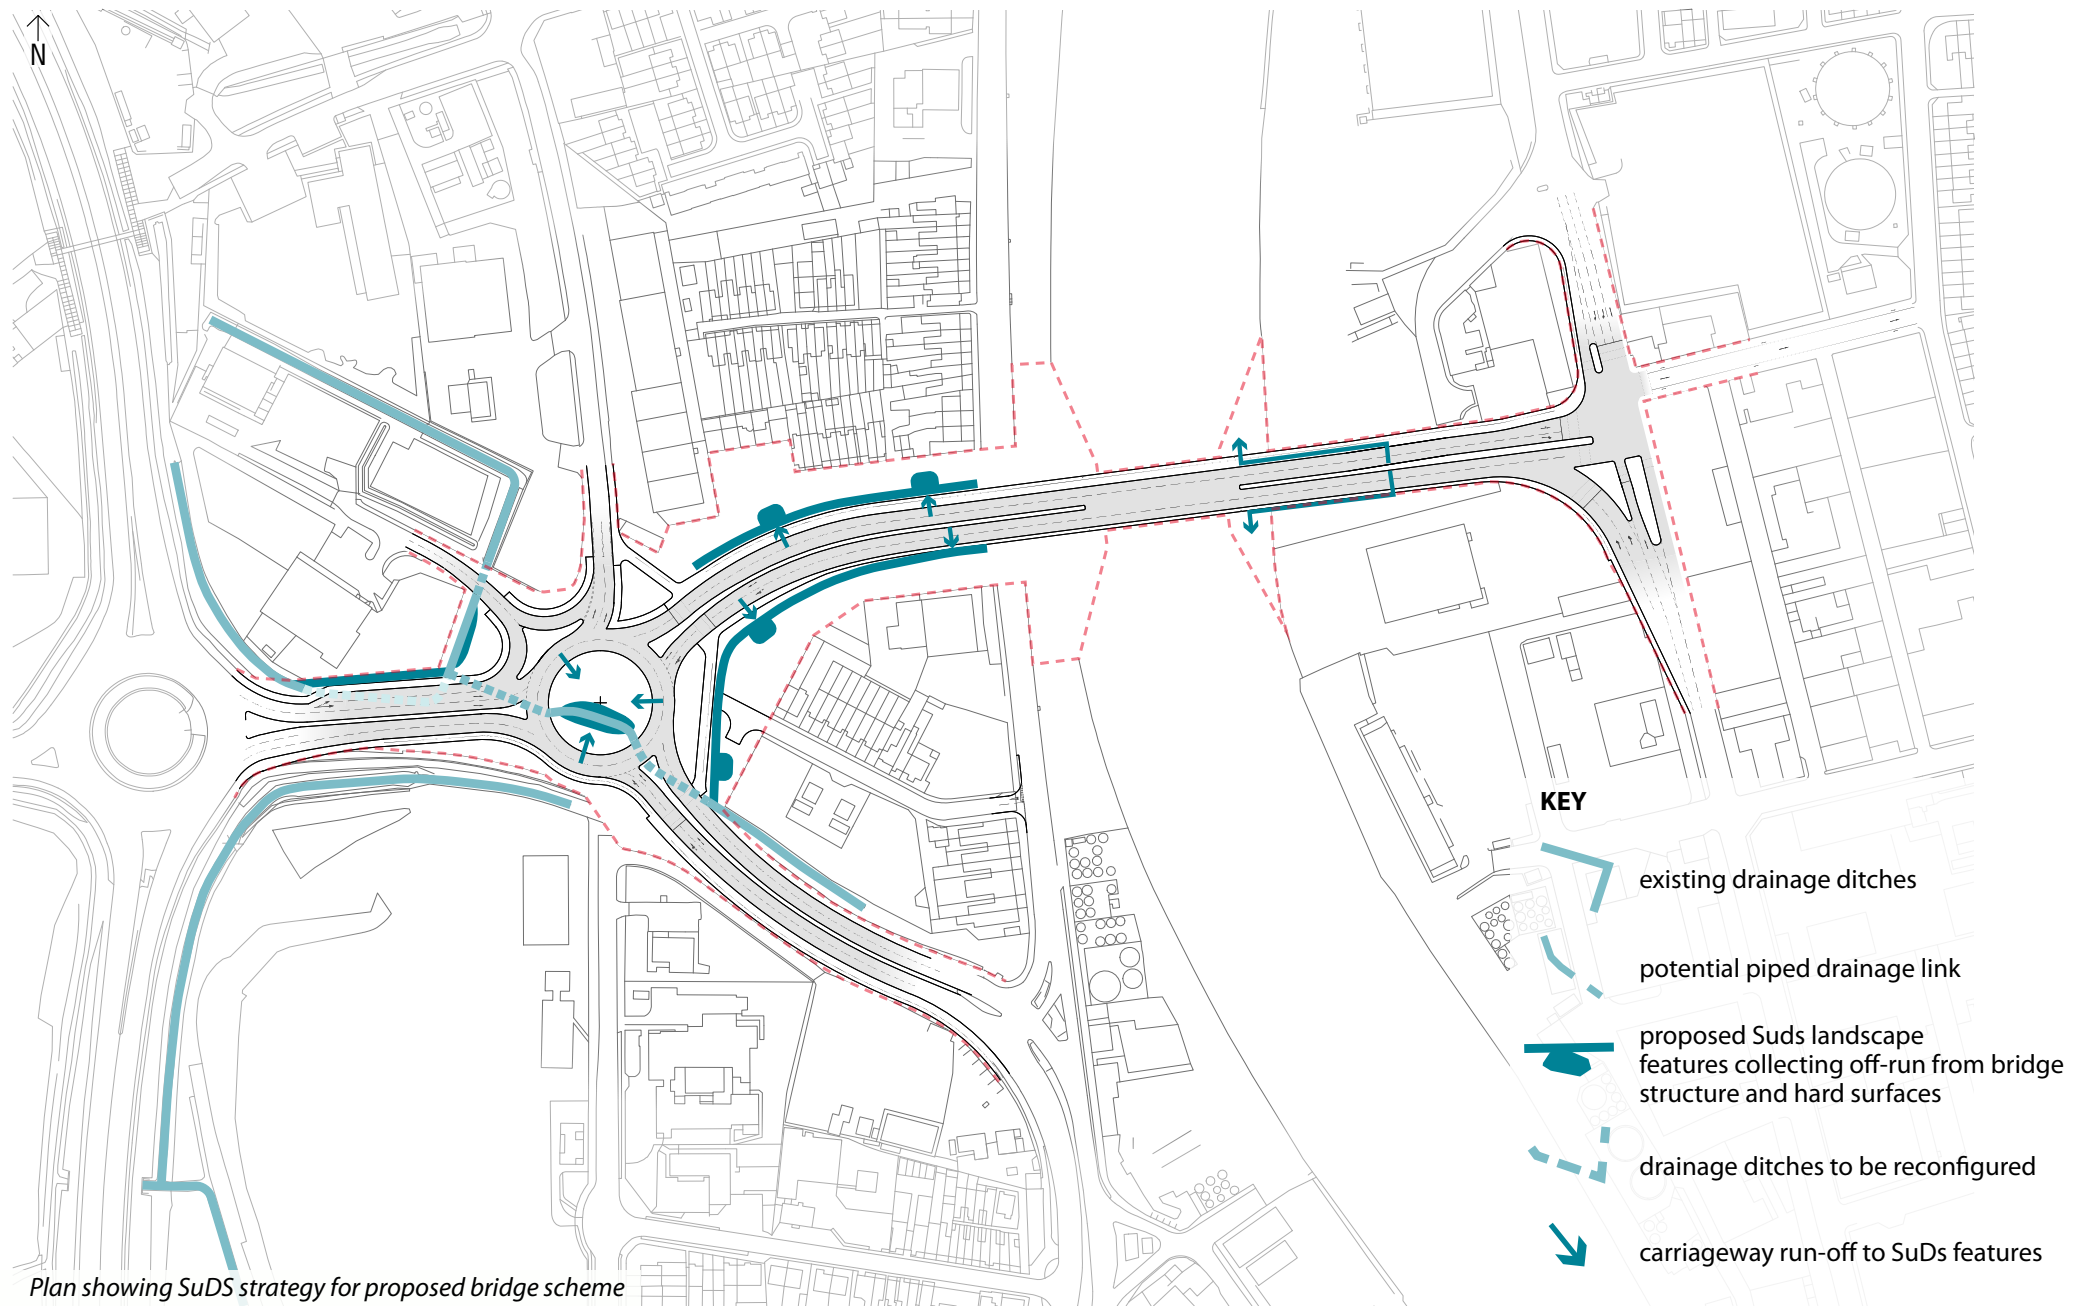 N
KEY
existing drainage ditches
potential piped drainage link
proposed Suds landscape
features collecting off-run from bridge
structure and hard surfaces
drainage ditches to be reconfigured
carriageway run-off to SuDs features
Plan showing SuDS strategy for proposed bridge scheme